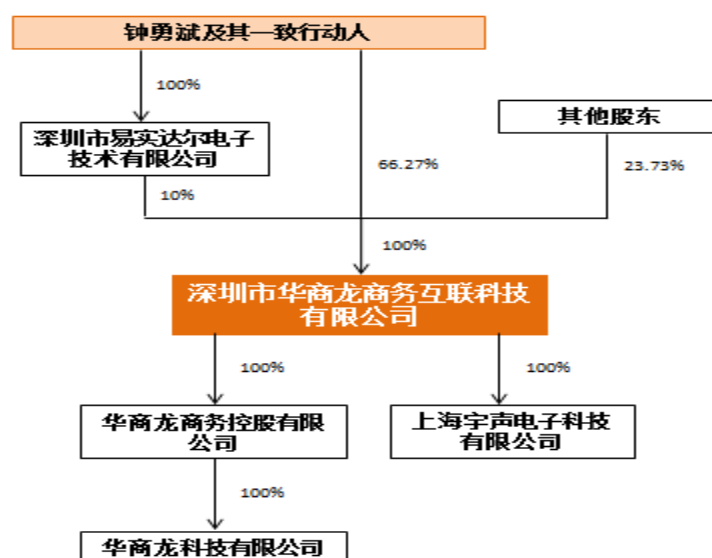 钟勇斌及其一致行动人
100%
其他股东
深圳市易实达尔电子
技术有限公司
66.27%
23.73%
10%
100%
深圳市华商龙商务互联科技
有限公司
100%
100%
华商龙商务控股有限
公司
上海宇声电子科技
有限公司
100%
华商龙科技有限公司